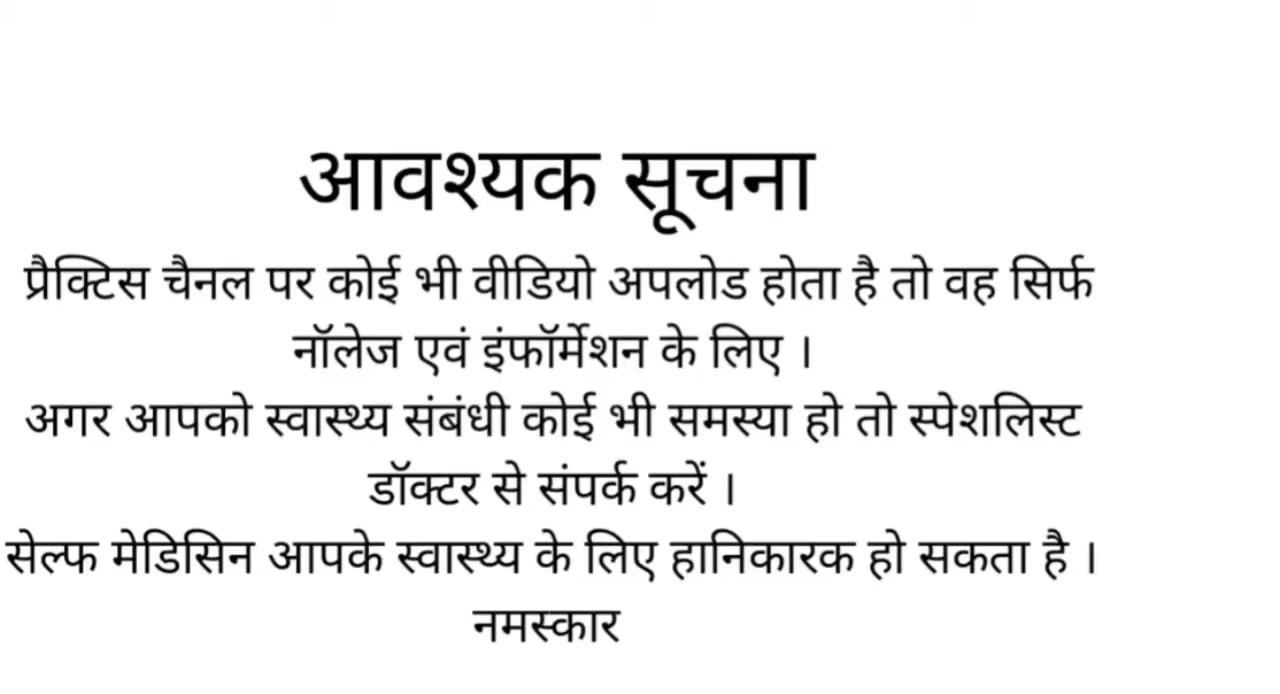 आवश्यक सूचना
प्रैक्टिस चैनल पर कोई भी वीडियो अपलोड होता है तो वह सिर्फ
नॉलेज एवं इंफॉर्मेशन के लिए ।
अगर आपको स्वास्थ्य संबंधी कोई भी समस्या हो तो स्पेशलिस्ट
डॉक्टर से संपर्क करें ।
सेल्फ मेडिसिन आपके स्वास्थ्य के लिए हानिकारक हो सकता है ।
नमस्कार